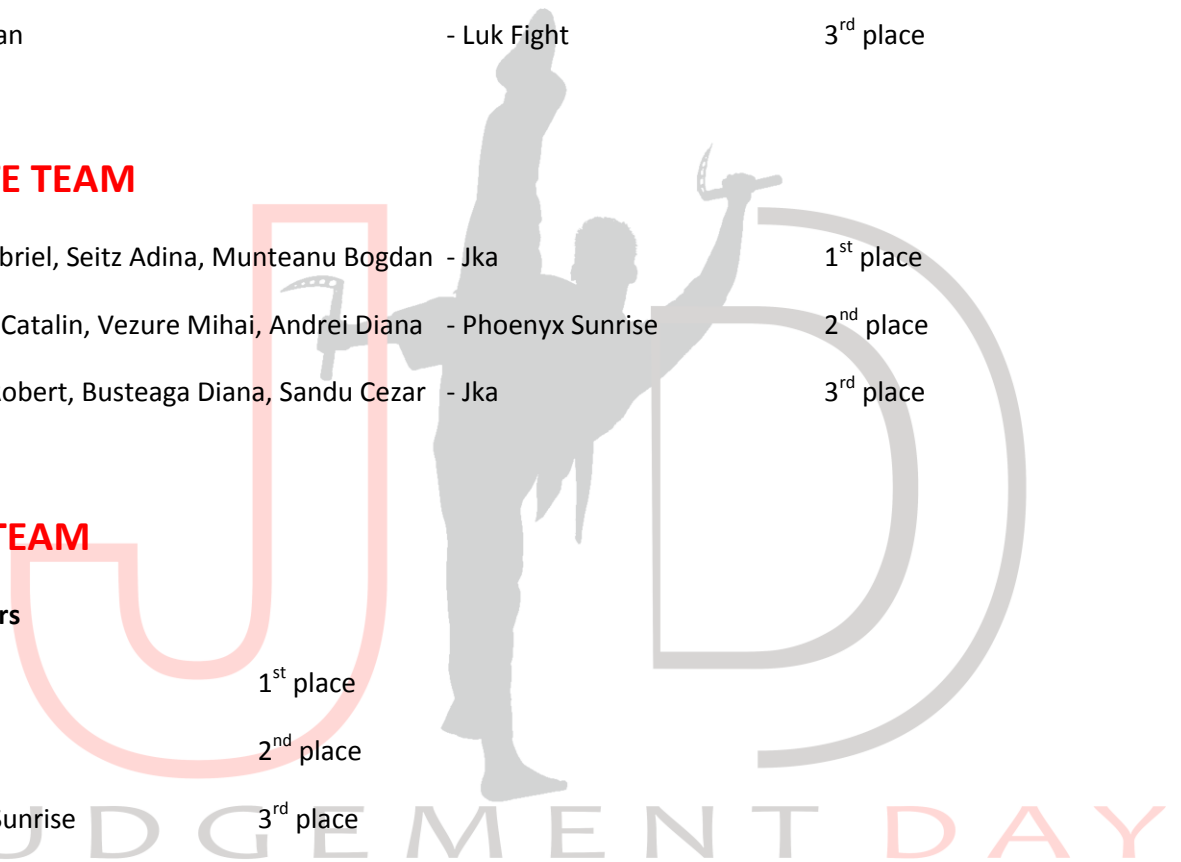 an - Luk Fight 3rd place
E TEAM
briel, Seitz Adina, Munteanu Bogdan - Jka 1st place
Catalin, Vezure Mihai, Andrei Diana - Phoenyx Sunrise 2nd place
obert, Busteaga Diana, Sandu Cezar - Jka 3rd place
TEAM
rs
1st place
2nd place
Sunrise 3rd place
JUDGEMENT DAY